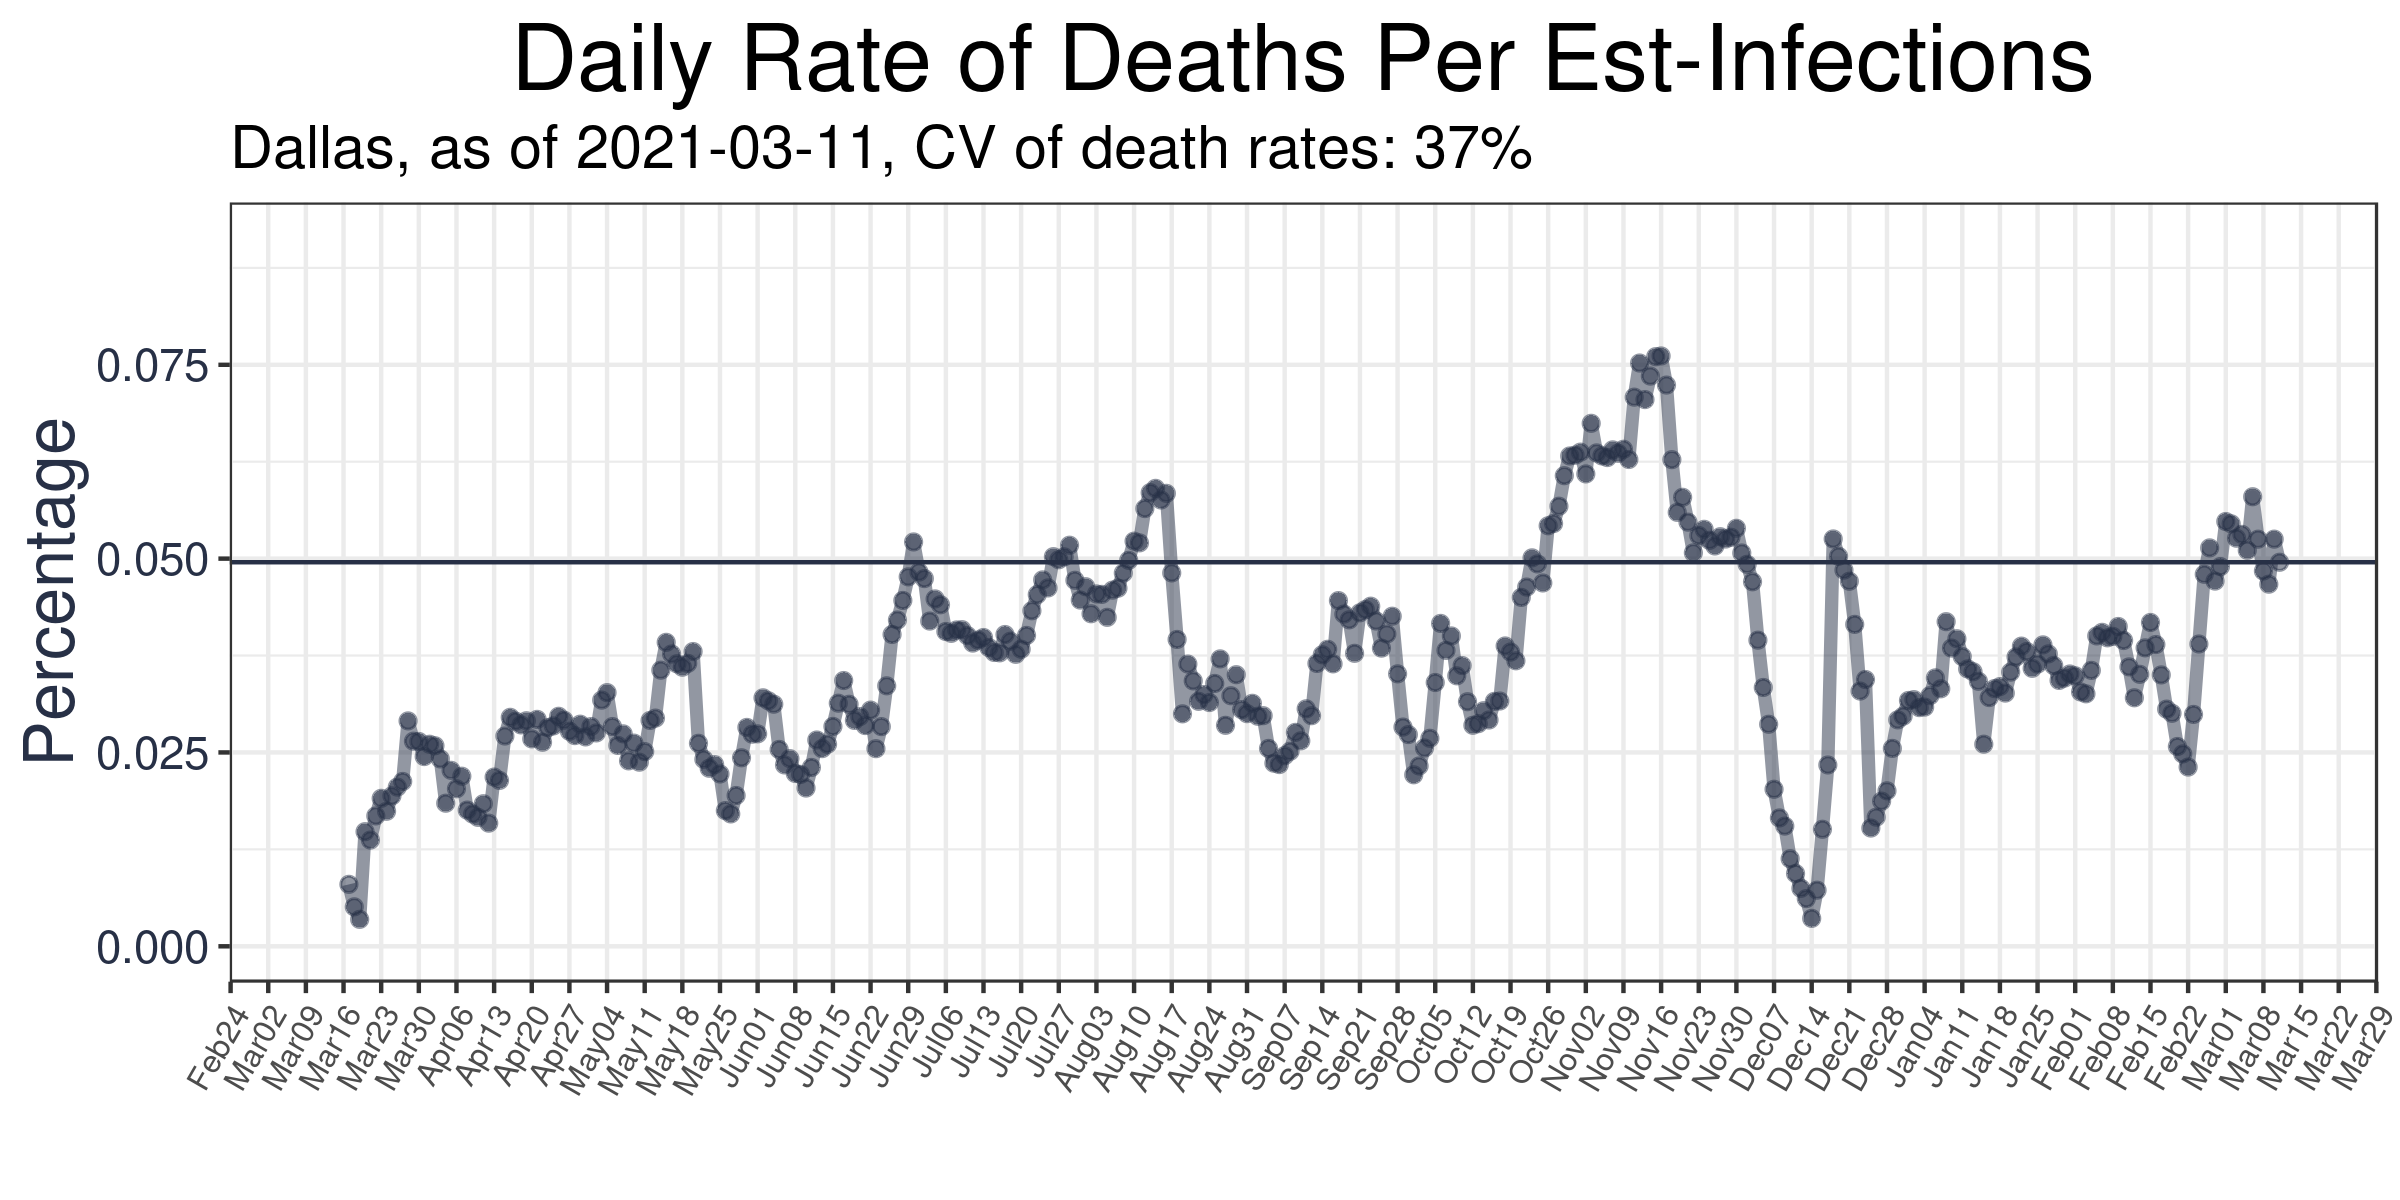 Daily Rate of Deaths Per Est-Infections
Dallas, as of 2021-03-11, CV of death rates: 37%
Percentage
0.075
0.050
0.025
0.000
Feb24
Mar02
Mar09
Mar16
Mar23
Mar30
Apr06
Apr13
Apr20
Apr27
May04
May11
May18
May25
Jun01
Jun08
Jun15
Jun22
Jun29
Jul06
Jul13
Jul20
Jul27
Aug03
Aug10
Aug17
Aug24
Aug31
Sep07
Sep14
Sep21
Sep28
Oct05
Oct12
Oct19
Oct26
Nov02
Nov09
Nov16
Nov23
Nov30
Dec07
Dec14
Dec21
Dec28
Jan04
Jan11
Jan18
Jan25
Feb01
Feb08
Feb15
Feb22
Mar01
Mar08
Mar15
Mar22
Mar29